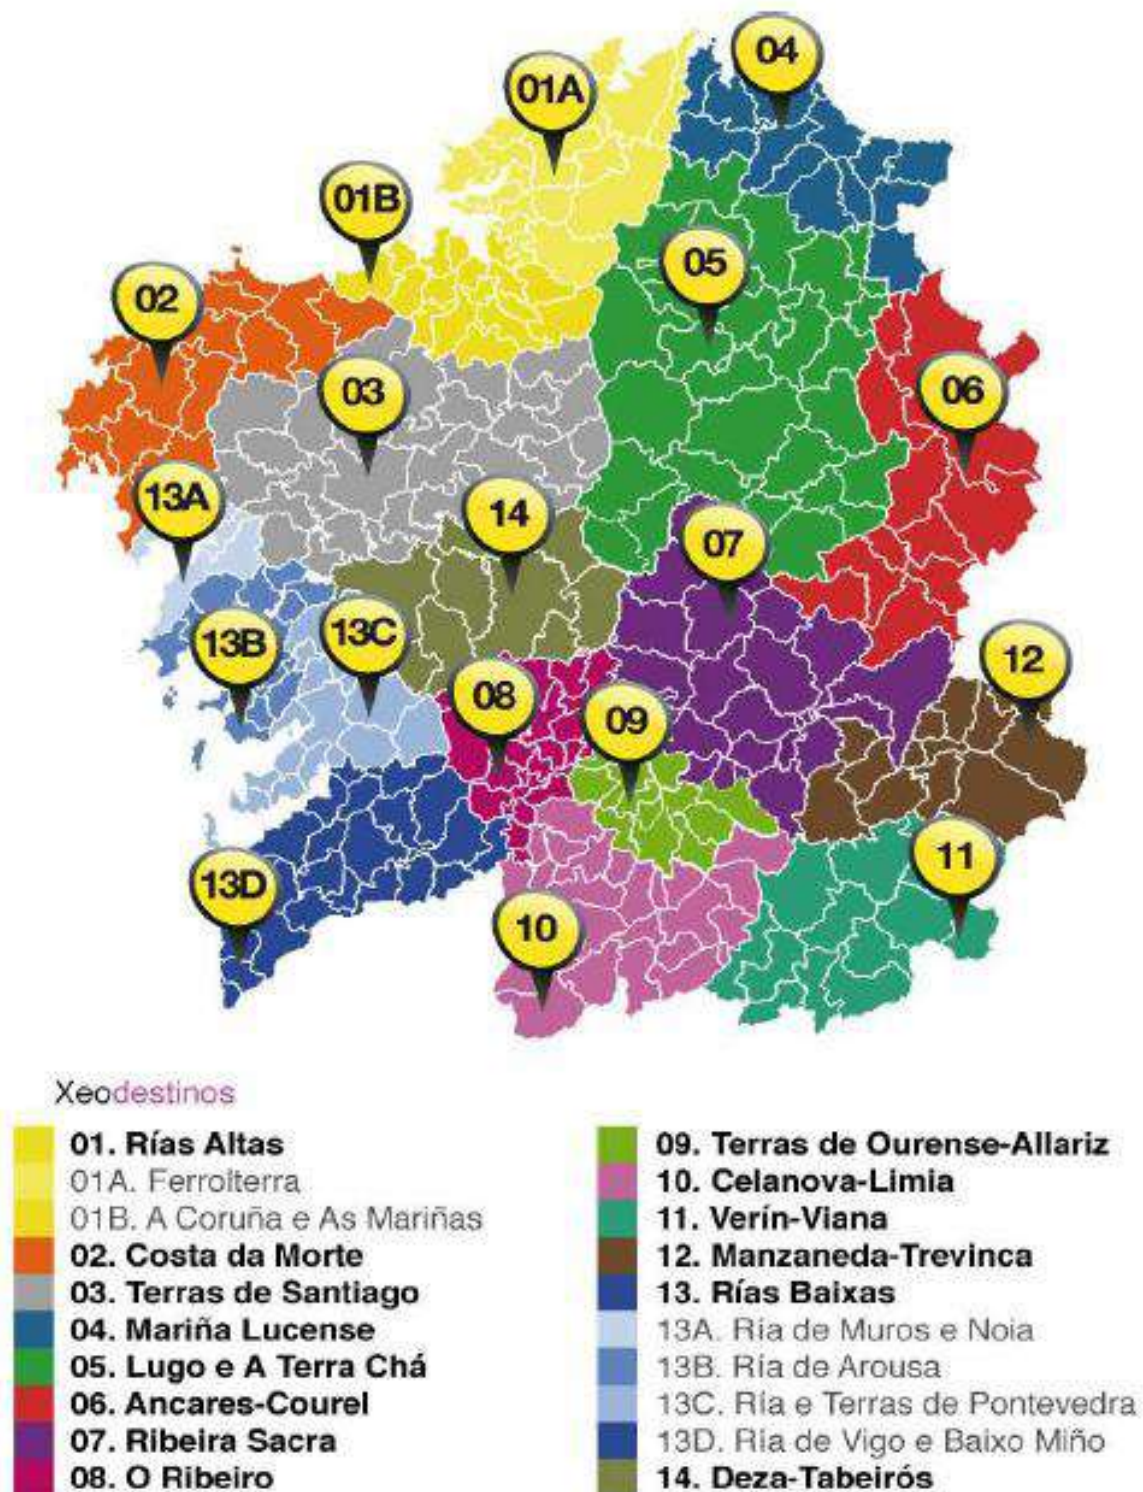 04
01A
01B
05
02
03
06
13A
14
07
13B
13C
12
08
09
11
13D
10
Xeodestinos
01. Rías Altas
01A. Ferrolterra
01B. A Coruña e As Mariñas
02. Costa da Morte
03. Terras de Santiago
04. Mariña Lucense
05. Lugo e A Terra Chá
06. Ancares-Courel
07. Ribeira Sacra
08. O Ribeiro
09. Terras de Ourense-Allariz
10. Celanova-Limia
11. Verín-Viana
12. Manzaneda-Trevinca
13. Rías Baixas
13A. Ría de Muros e Noia
13B. Ría de Arousa
13C. Ría e Terras de Pontevedra
13D. Ría de Vigo e Baixo Miño
14. Deza-Tabeirós